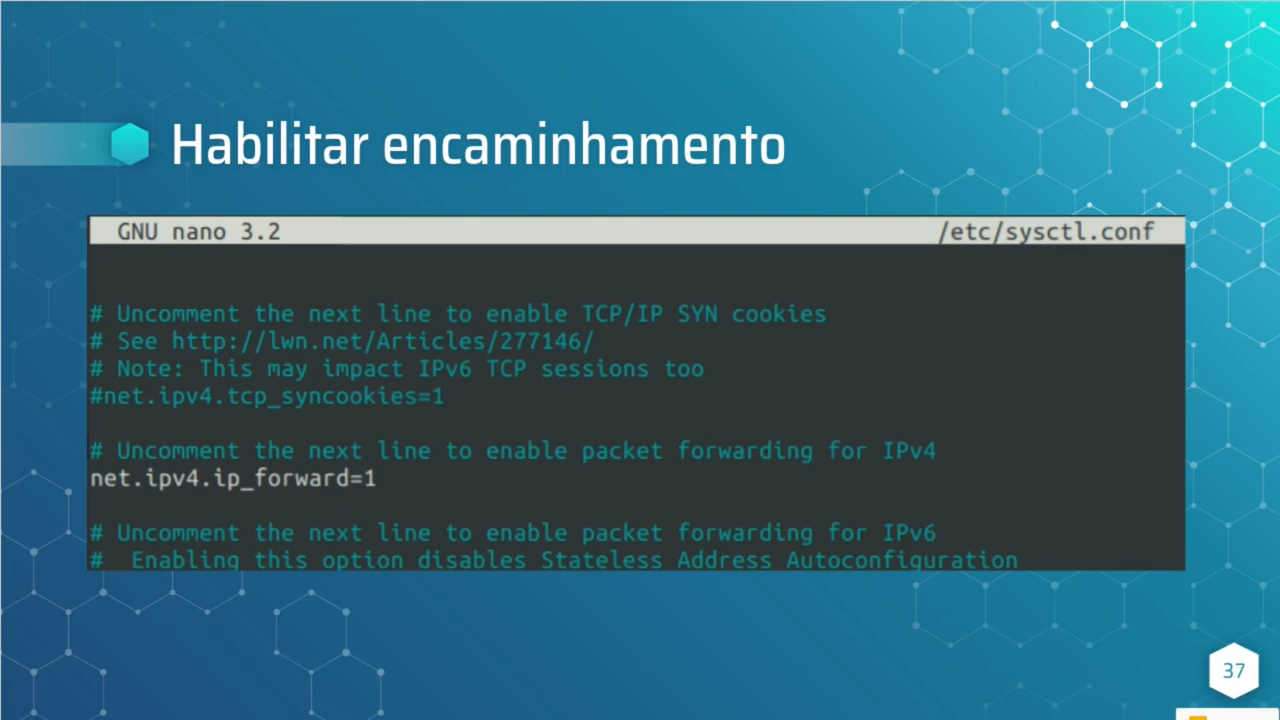 Habilitar encaminhamento
GNU nano 3.2 /etc/sysctl.conf
# Uncomment the next line to enable TCP/IP SYN cookies
# See http://lwn.net/Articles/277146/
# Note: This may impact IPv6 TCP sessions too
#net.ipv4.tcp_syncookies=1
# Uncomment the next line to enable packet forwarding for IPv4
net.ipv4.ip_forward=1
# Uncomment the next line to enable packet forwarding for IPv6
#  Enabling this option disables Stateless Address Autoconfiguration
37